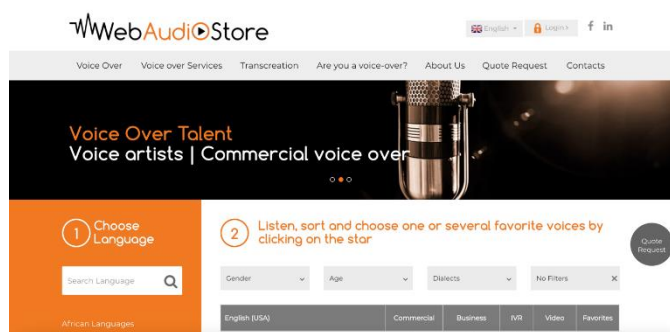 WebAudioStore
English
Login
f in
Voice Over Voice over Services Transcreation Are you a voice-over? About Us Quote Request Contacts
Voice Over Talent
Voice artists | Commercial voice over
1 Choose
Language
Search Language
African Languages
2 Listen, sort and choose one or several favorite voices by
clicking on the star
Gender Age Dialects No Filters X
English (USA) Commercial Business IVR Video Favorites
Quote
Request